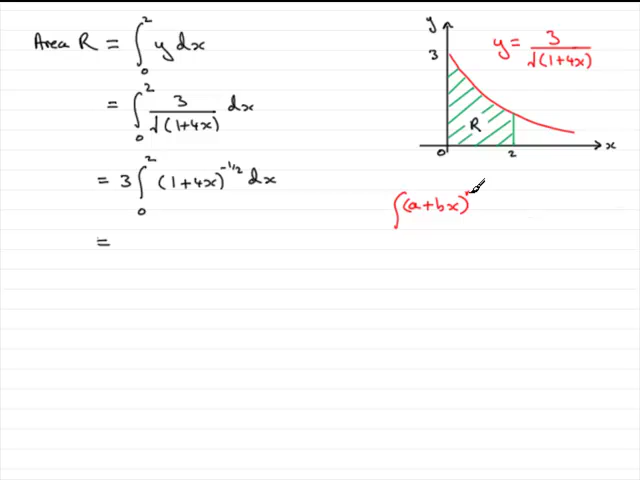 Area R = ∫₀² y dx
= ∫₀² 3/√(1+4x) dx
= 3 ∫₀² (1+4x)^(-1/2) dx
=
y
3
y = 3/√(1+4x)
R
0
2
x
∫(a+bx)